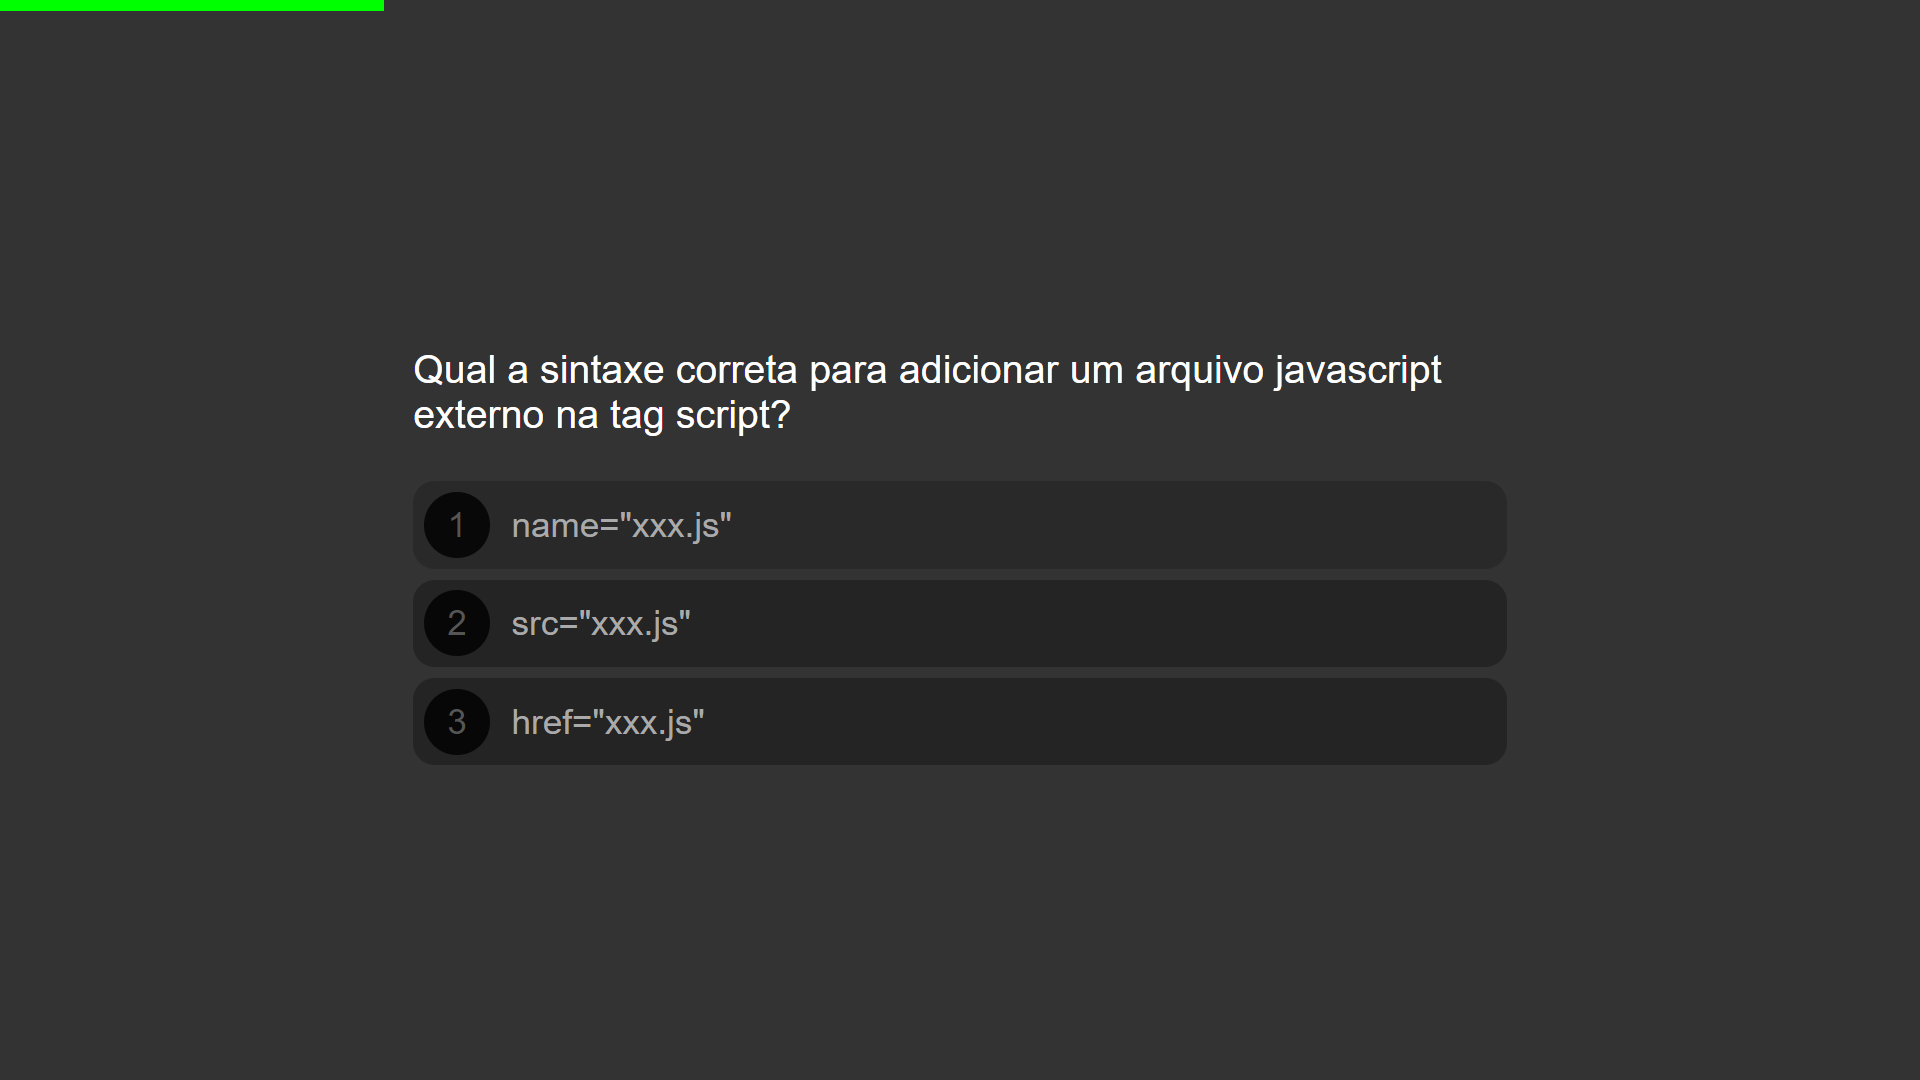 Qual a sintaxe correta para adicionar um arquivo javascript
externo na tag script?
1 name="xxx.js"
2 src="xxx.js"
3 href="xxx.js"